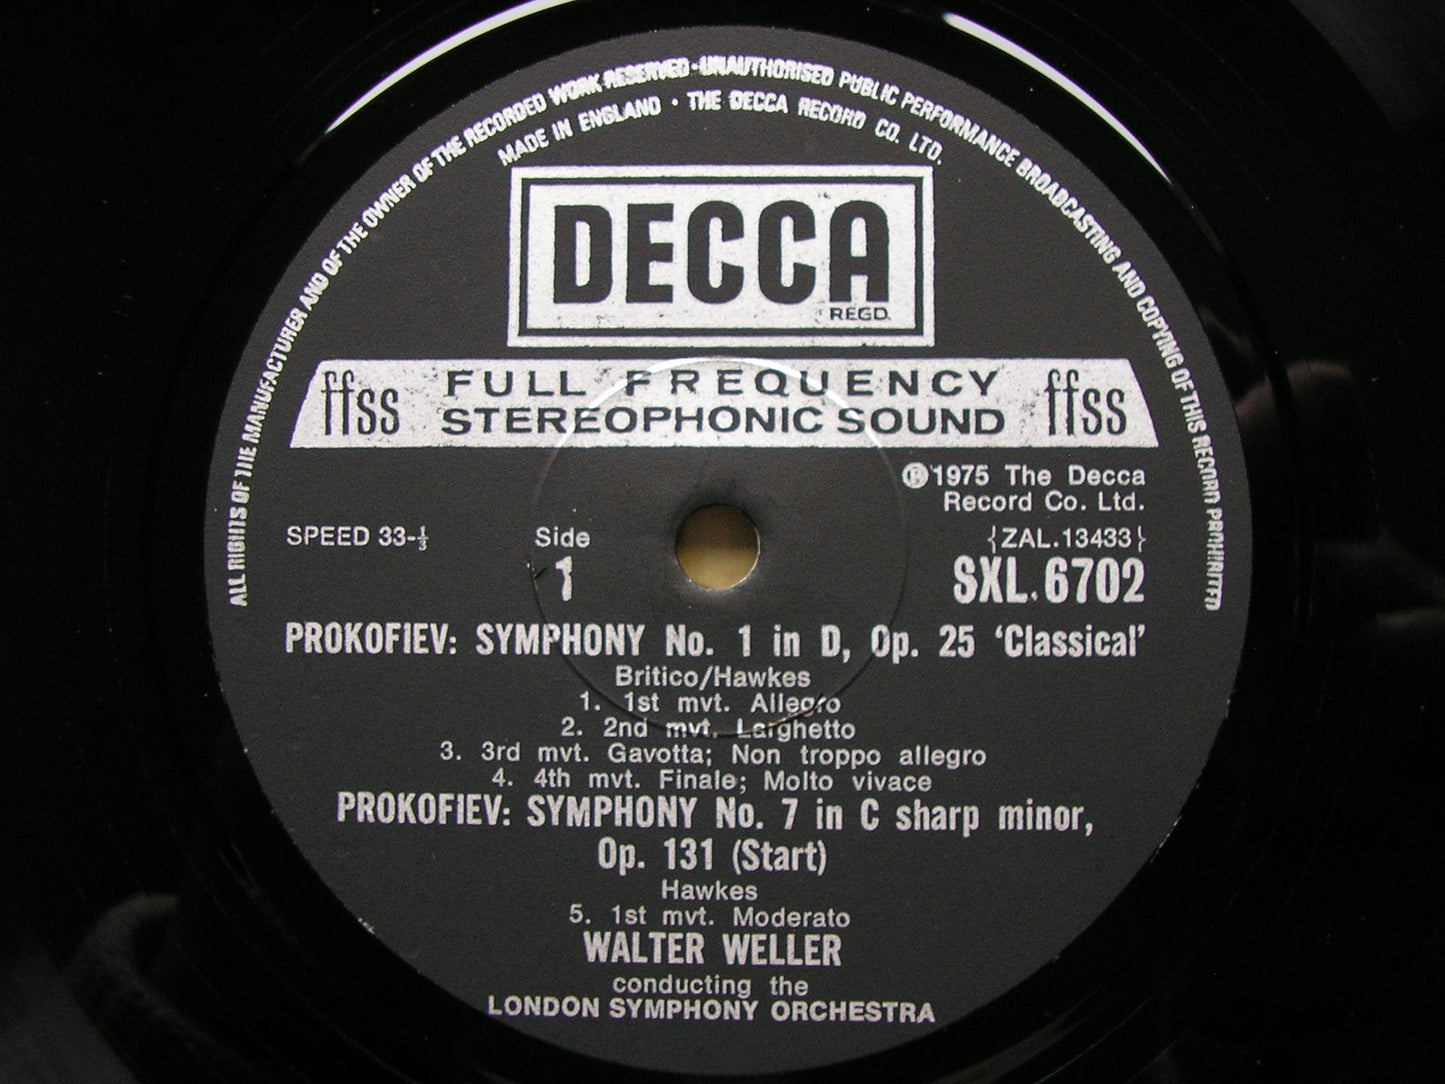 ALL RIGHTS OF THE MANUFACTURER AND OF THE OWNER OF THE RECORDED WORK RESERVED · UNAUTHORISED PUBLIC PERFORMANCE BROADCASTING AND COPYING OF THIS RECORD PROHIBITED
MADE IN ENGLAND · THE DECCA RECORD CO. LTD.
DECCA
REGD.
ffss FULL FREQUENCY STEREOPHONIC SOUND ffss
Ⓟ 1975 The Decca
Record Co. Ltd.
SPEED 33-⅓ Side {ZAL.13433}
1 SXL.6702
PROKOFIEV: SYMPHONY No. 1 in D, Op. 25 'Classical'
Britico/Hawkes
1. 1st mvt. Allegro
2. 2nd mvt. Larghetto
3. 3rd mvt. Gavotta; Non troppo allegro
4. 4th mvt. Finale; Molto vivace
PROKOFIEV: SYMPHONY No. 7 in C sharp minor,
Op. 131 (Start)
Hawkes
5. 1st mvt. Moderato
WALTER WELLER
conducting the
LONDON SYMPHONY ORCHESTRA